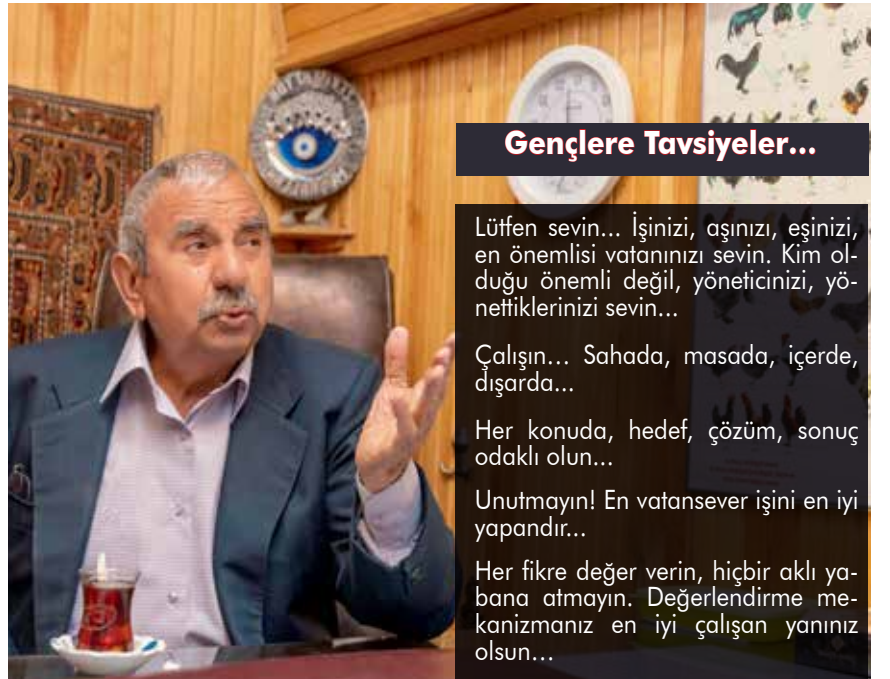 Gençlere Tavsiyeler...
Lütfen sevin... İşinizi, aşınızı, eşinizi,
en önemlisi vatanınızı sevin. Kim ol-
duğu önemli değil, yöneticinizi, yö-
nettiklerinizi sevin...
Çalışın... Sahada, masada, içerde,
dışarda...
Her konuda, hedef, çözüm, sonuç
odaklı olun...
Unutmayın! En vatansever işini en iyi
yapandır...
Her fikre değer verin, hiçbir aklı ya-
bana atmayın. Değerlendirme me-
kanizmanız en iyi çalışan yanınız
olsun...